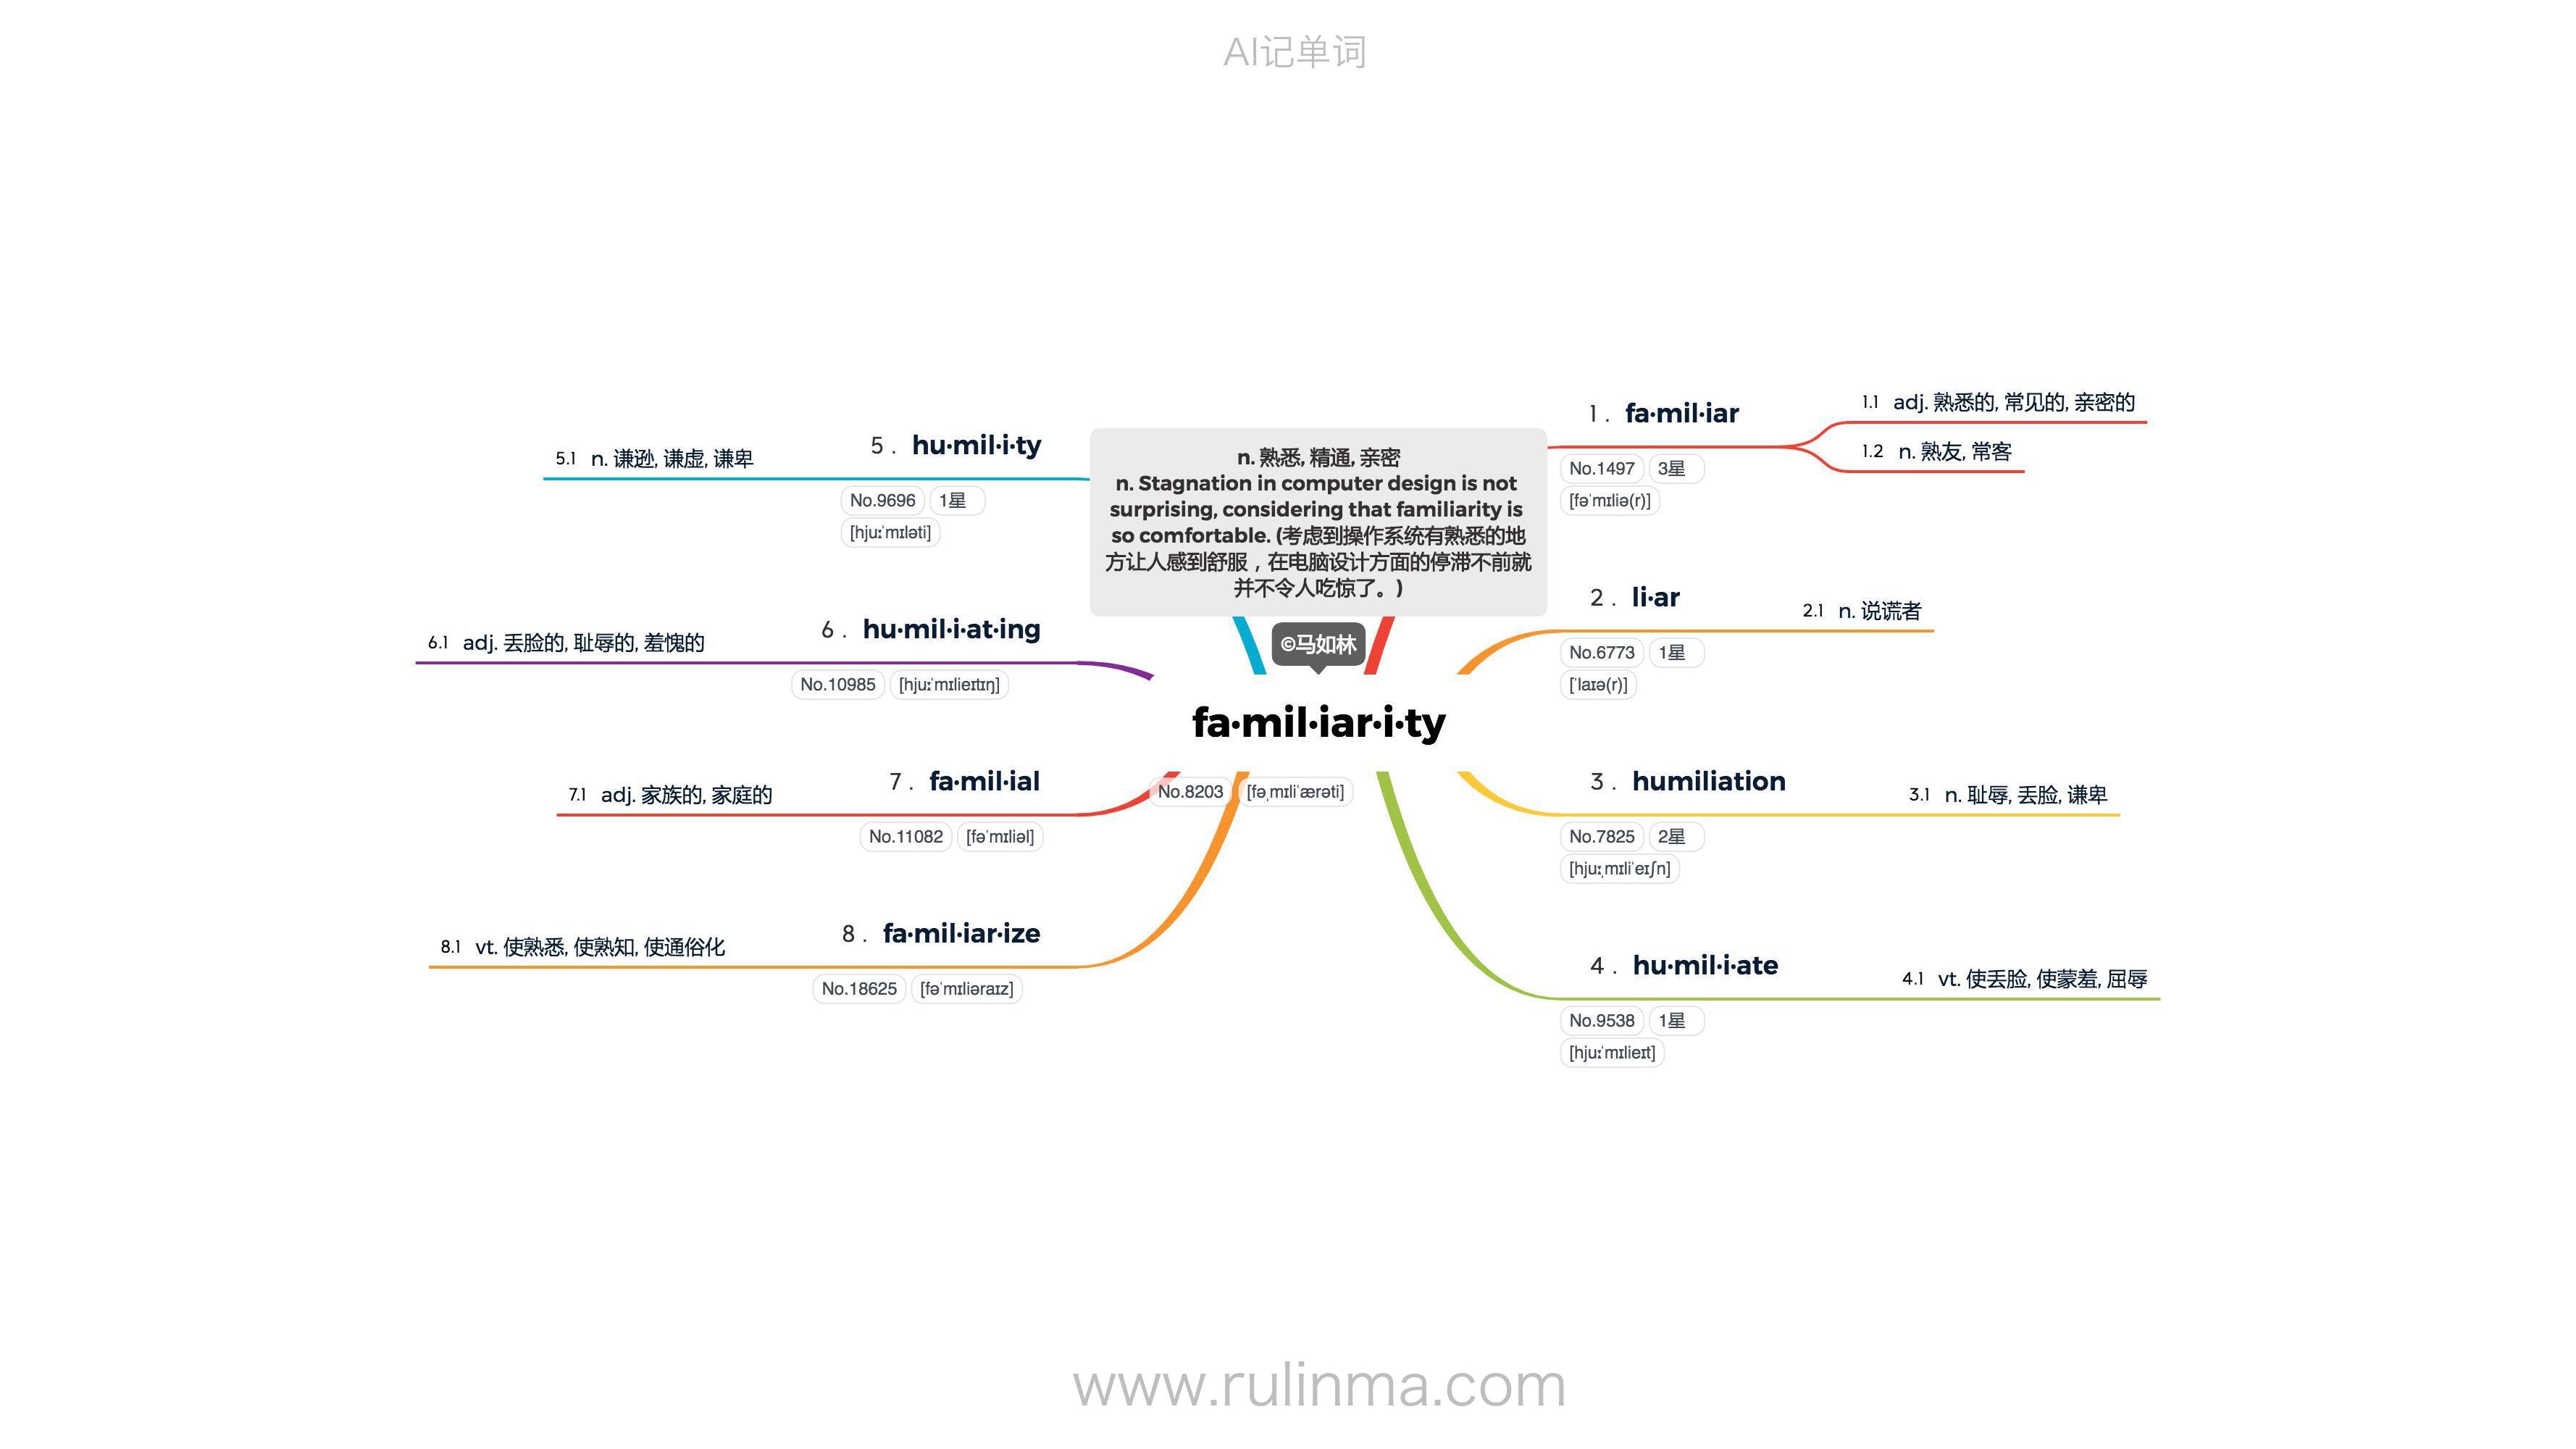 AI记单词
n. 熟悉, 精通, 亲密
n. Stagnation in computer design is not
surprising, considering that familiarity is
so comfortable. (考虑到操作系统有熟悉的地
方让人感到舒服，在电脑设计方面的停滞不前就
并不令人吃惊了。)
©马如林
fa·mil·iar·i·ty
No.8203 [fəˌmɪliˈærəti]
1 . fa·mil·iar
No.1497 3星
[fəˈmɪliə(r)]
1.1 adj. 熟悉的, 常见的, 亲密的
1.2 n. 熟友, 常客
2 . li·ar
No.6773 1星
[ˈlaɪə(r)]
2.1 n. 说谎者
3 . humiliation
No.7825 2星
[hjuːˌmɪliˈeɪʃn]
3.1 n. 耻辱, 丢脸, 谦卑
4 . hu·mil·i·ate
No.9538 1星
[hjuːˈmɪlieɪt]
4.1 vt. 使丢脸, 使蒙羞, 屈辱
5 . hu·mil·i·ty
No.9696 1星
[hjuːˈmɪləti]
5.1 n. 谦逊, 谦虚, 谦卑
6 . hu·mil·i·at·ing
No.10985 [hjuːˈmɪlieɪtɪŋ]
6.1 adj. 丢脸的, 耻辱的, 羞愧的
7 . fa·mil·ial
No.11082 [fəˈmɪliəl]
7.1 adj. 家族的, 家庭的
8 . fa·mil·iar·ize
No.18625 [fəˈmɪliəraɪz]
8.1 vt. 使熟悉, 使熟知, 使通俗化
www.rulinma.com